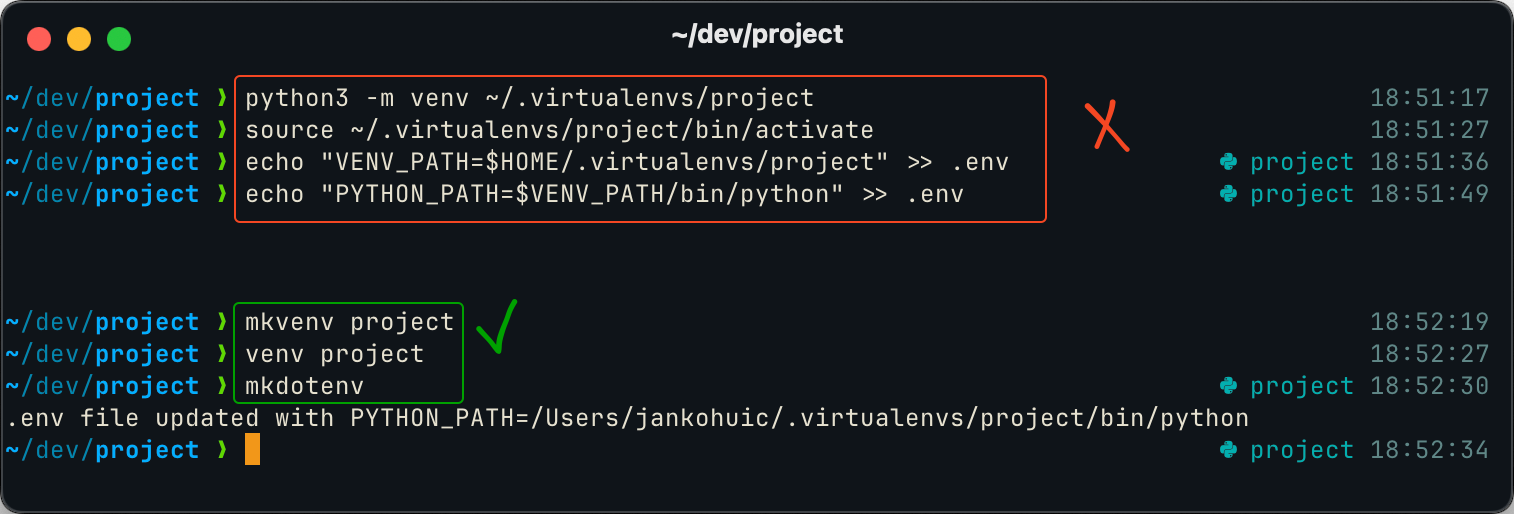 ~/dev/project
~/dev/project ❯ python3 -m venv ~/.virtualenvs/project 18:51:17
~/dev/project ❯ source ~/.virtualenvs/project/bin/activate 18:51:27
~/dev/project ❯ echo "VENV_PATH=$HOME/.virtualenvs/project" >> .env project 18:51:36
~/dev/project ❯ echo "PYTHON_PATH=$VENV_PATH/bin/python" >> .env project 18:51:49
~/dev/project ❯ mkvenv project 18:52:19
~/dev/project ❯ venv project 18:52:27
~/dev/project ❯ mkdotenv project 18:52:30
.env file updated with PYTHON_PATH=/Users/jankohuic/.virtualenvs/project/bin/python
~/dev/project ❯ project 18:52:34